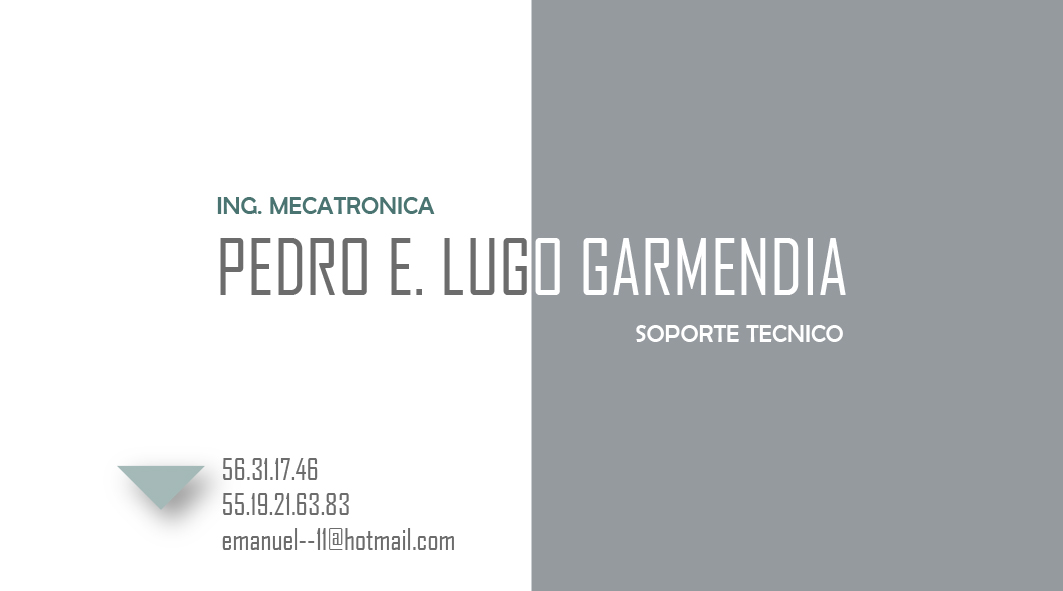 ING. MECATRONICA
PEDRO E. LUGO GARMENDIA
SOPORTE TECNICO
56.31.17.46
55.19.21.63.83
emanuel--11@hotmail.com